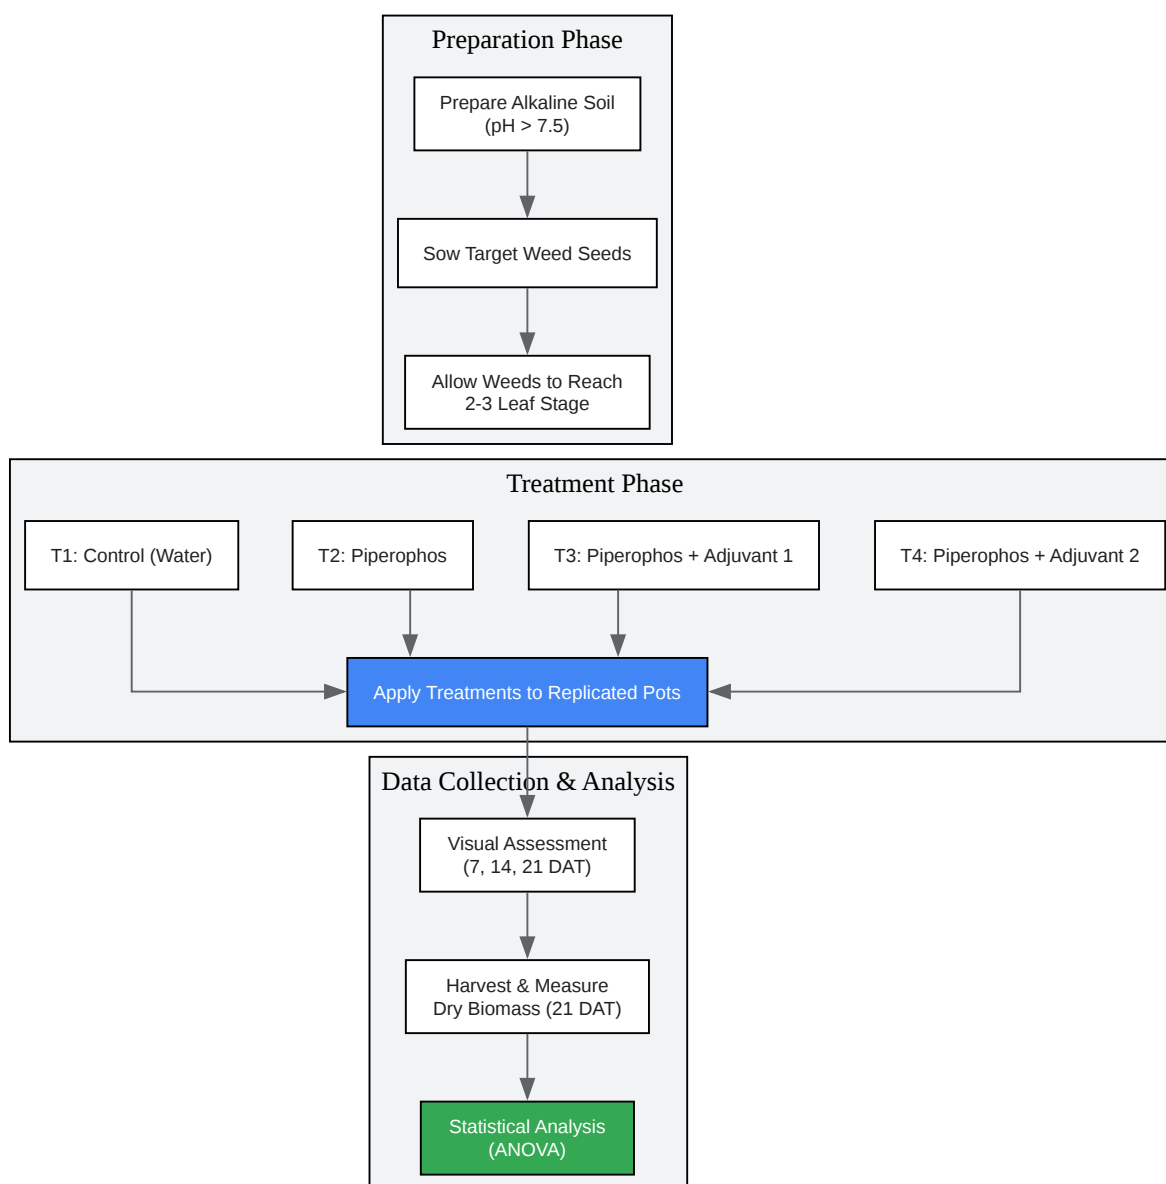 Preparation Phase
Prepare Alkaline Soil
(pH > 7.5)
Sow Target Weed Seeds
Allow Weeds to Reach
2-3 Leaf Stage
Treatment Phase
T1: Control (Water)
T2: Piperophos
T3: Piperophos + Adjuvant 1
T4: Piperophos + Adjuvant 2
Apply Treatments to Replicated Pots
Data Collection & Analysis
Visual Assessment
(7, 14, 21 DAT)
Harvest & Measure
Dry Biomass (21 DAT)
Statistical Analysis
(ANOVA)